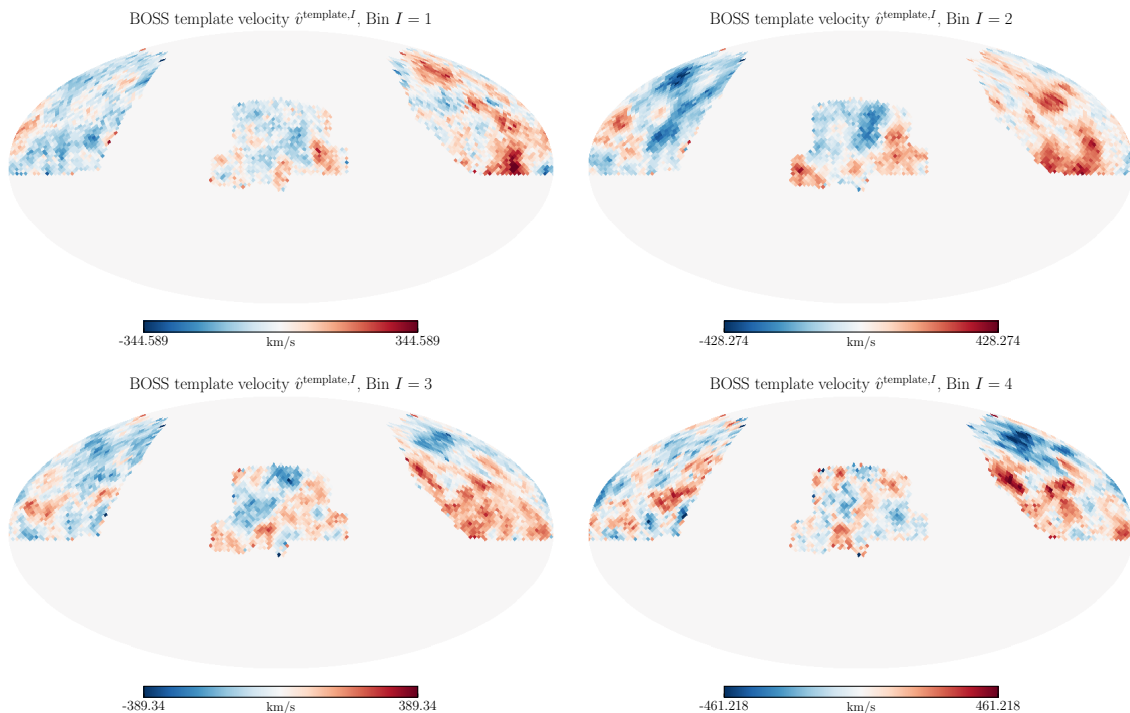 BOSS template velocity v̂^template,I, Bin I = 1
BOSS template velocity v̂^template,I, Bin I = 2
-344.589 km/s 344.589
-428.274 km/s 428.274
BOSS template velocity v̂^template,I, Bin I = 3
BOSS template velocity v̂^template,I, Bin I = 4
-389.34 km/s 389.34
-461.218 km/s 461.218